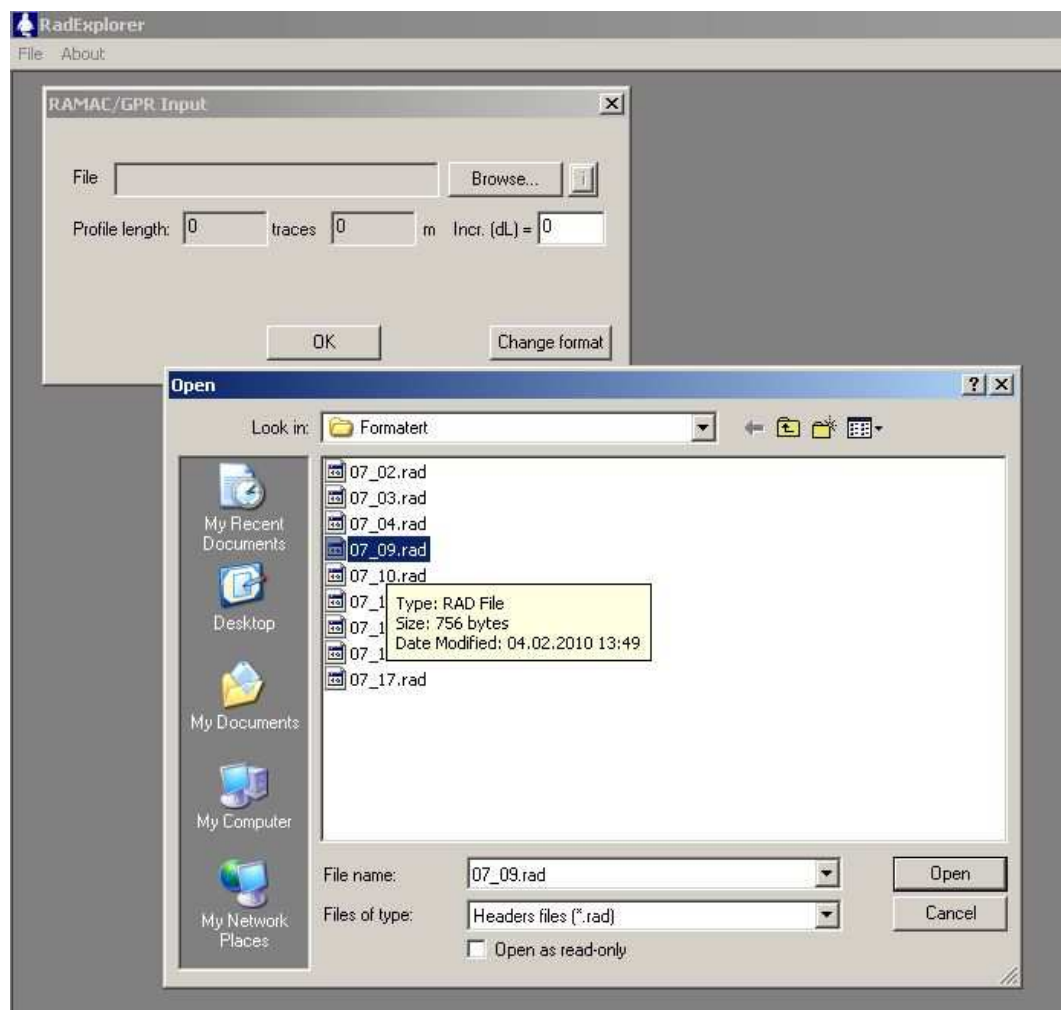 RadExplorer
File About
RAMAC/GPR Input
File Browse... i
Profile length: 0 traces 0 m Incr. (dL) = 0
OK Change format
Open
Look in: Formatert
My Recent Documents
Desktop
My Documents
My Computer
My Network Places
07_02.rad
07_03.rad
07_04.rad
07_09.rad
07_10.rad
07_1
07_1
07_1
07_17.rad
Type: RAD File
Size: 756 bytes
Date Modified: 04.02.2010 13:49
File name: 07_09.rad Open
Files of type: Headers files (*.rad) Cancel
Open as read-only